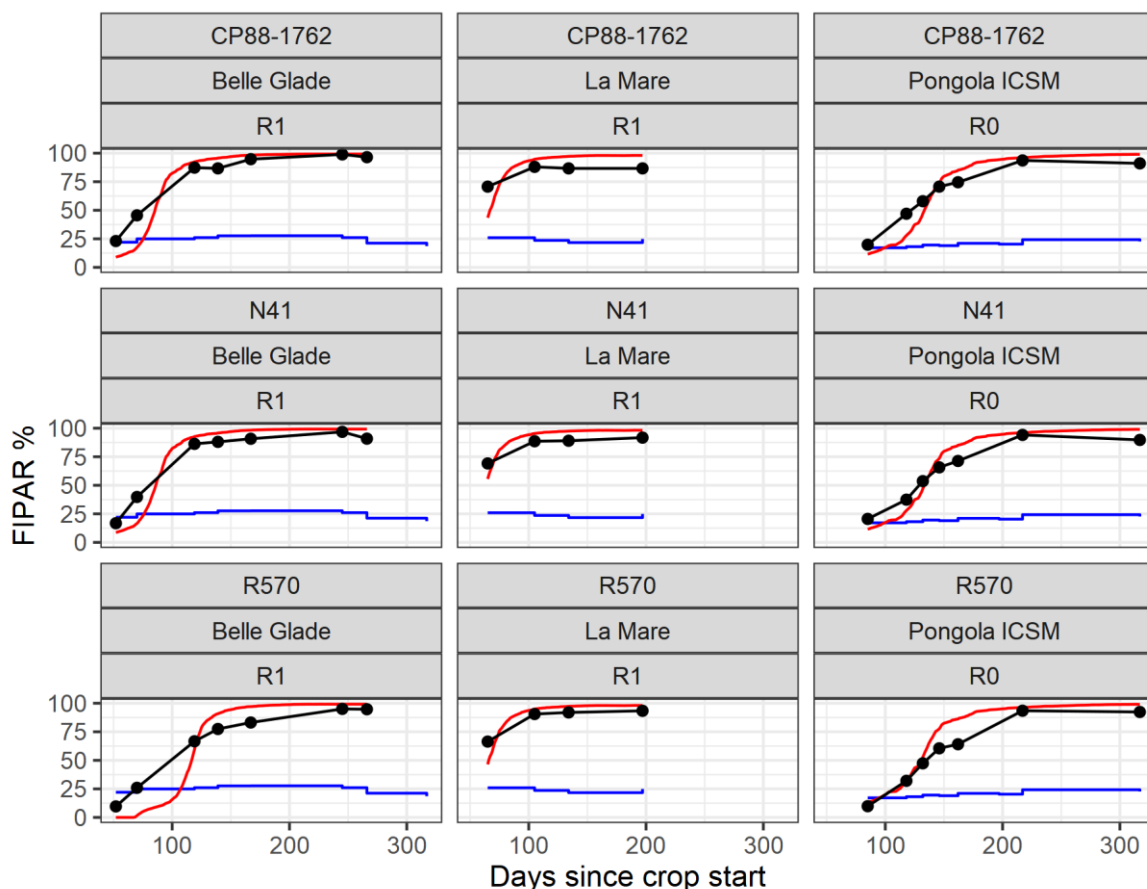 CP88-1762 CP88-1762 CP88-1762
Belle Glade La Mare Pongola ICSM
R1 R1 R0
100
75
50
25
0
N41 N41 N41
Belle Glade La Mare Pongola ICSM
R1 R1 R0
100
75
50
25
0
FIPAR %
R570 R570 R570
Belle Glade La Mare Pongola ICSM
R1 R1 R0
100
75
50
25
0
100 200 300 100 200 300 100 200 300
Days since crop start